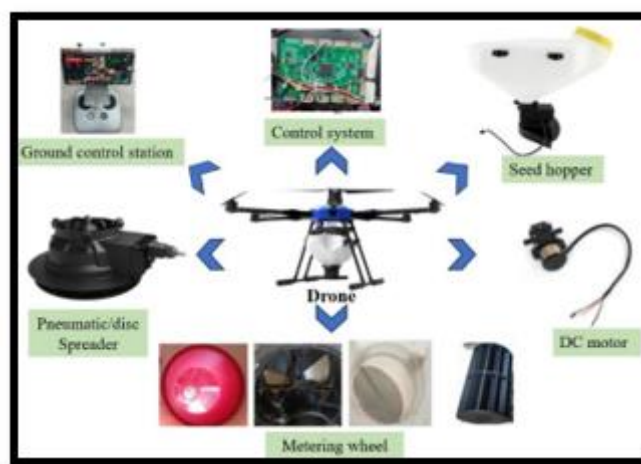 Ground control station
Control system
Seed hopper
Drone
Pneumatic/disc
Spreader
DC motor
Metering wheel